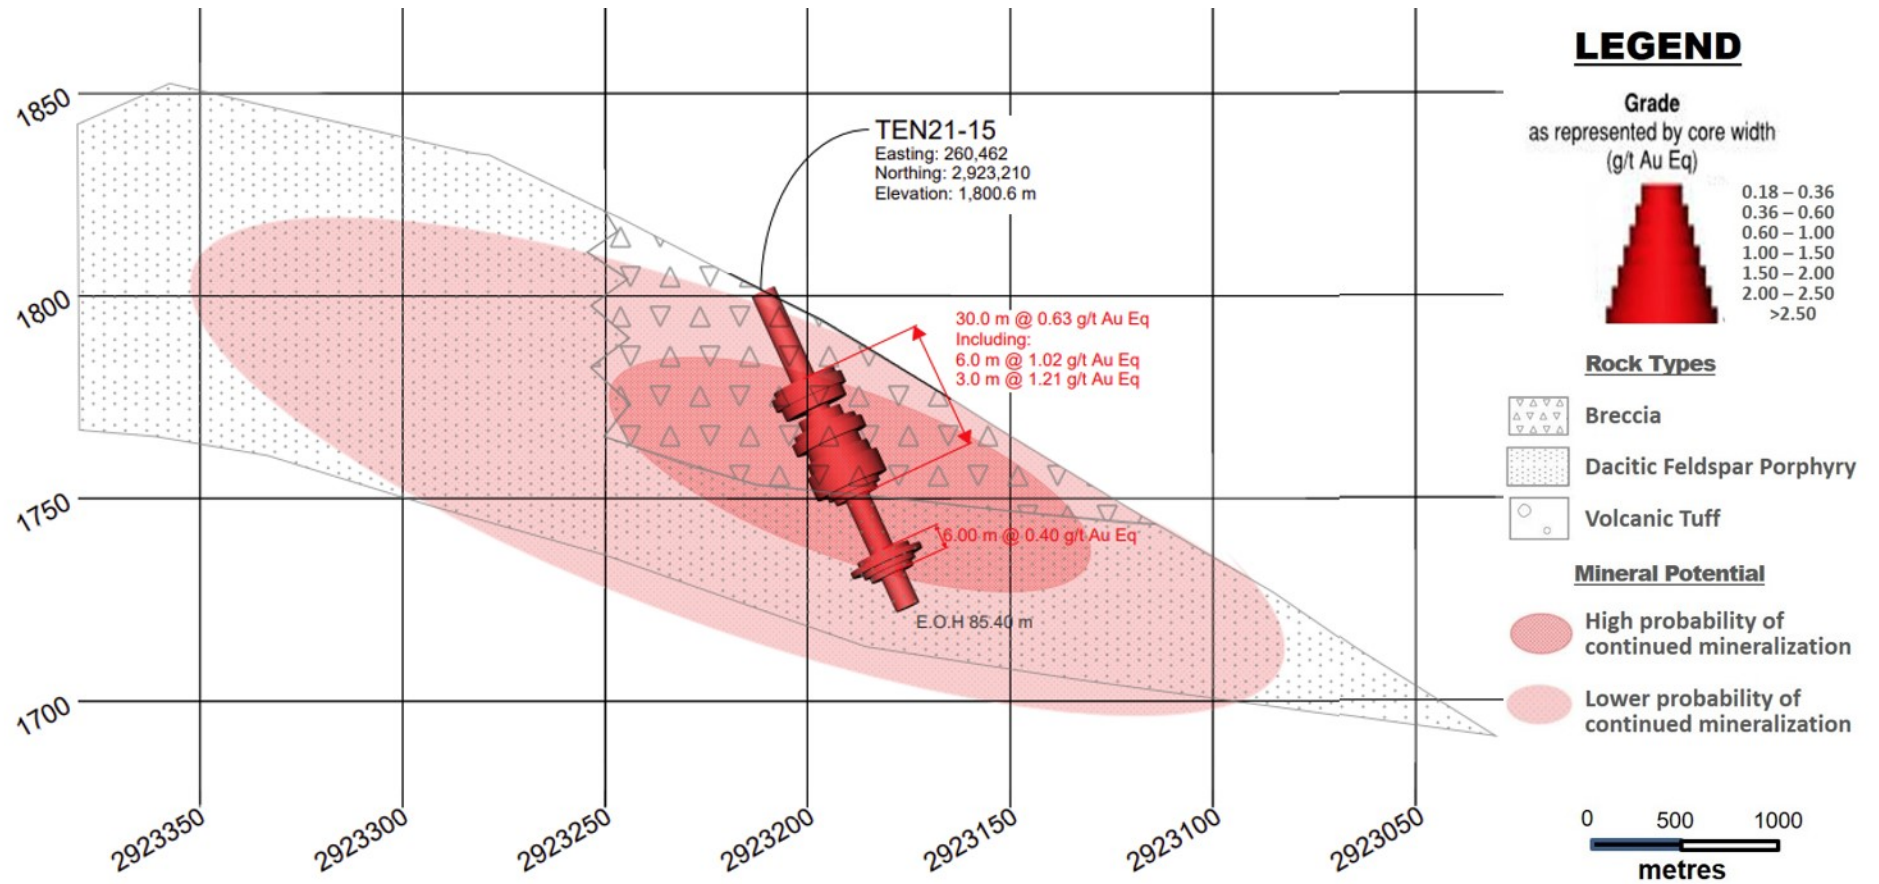 1850
1800
1750
1700
2923350
2923300
2923250
2923200
2923150
2923100
2923050
TEN21-15
Easting: 260,462
Northing: 2,923,210
Elevation: 1,800.6 m
30.0 m @ 0.63 g/t Au Eq
Including:
6.0 m @ 1.02 g/t Au Eq
3.0 m @ 1.21 g/t Au Eq
6.00 m @ 0.40 g/t Au Eq
E.O.H 85.40 m
LEGEND
Grade
as represented by core width
(g/t Au Eq)
0.18 – 0.36
0.36 – 0.60
0.60 – 1.00
1.00 – 1.50
1.50 – 2.00
2.00 – 2.50
>2.50
Rock Types
Breccia
Dacitic Feldspar Porphyry
Volcanic Tuff
Mineral Potential
High probability of
continued mineralization
Lower probability of
continued mineralization
0 500 1000
metres